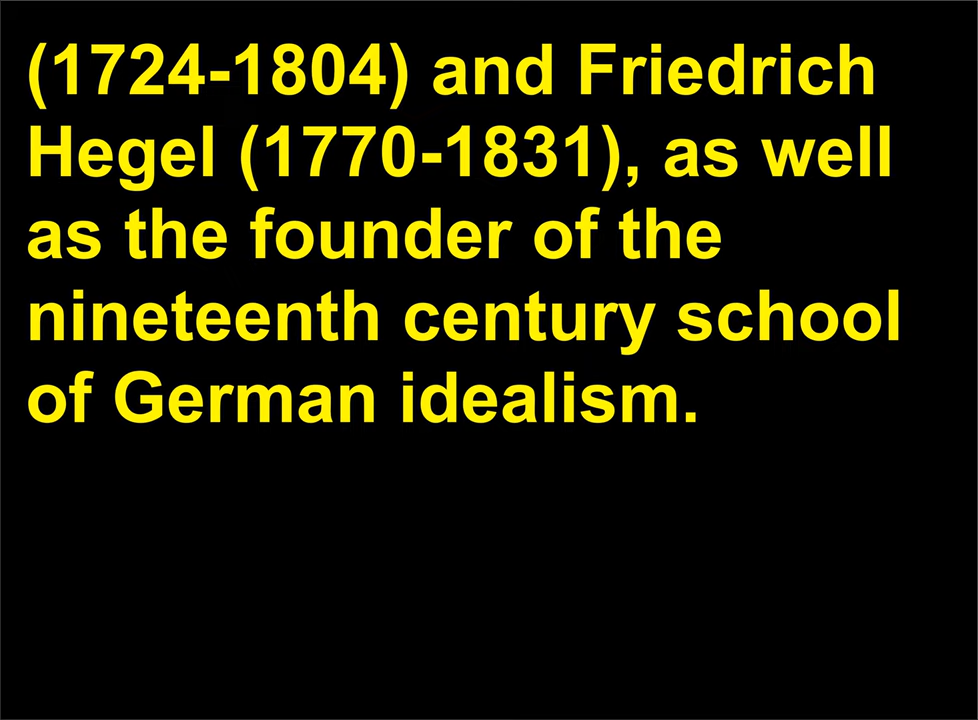 (1724-1804) and Friedrich
Hegel (1770-1831), as well
as the founder of the
nineteenth century school
of German idealism.